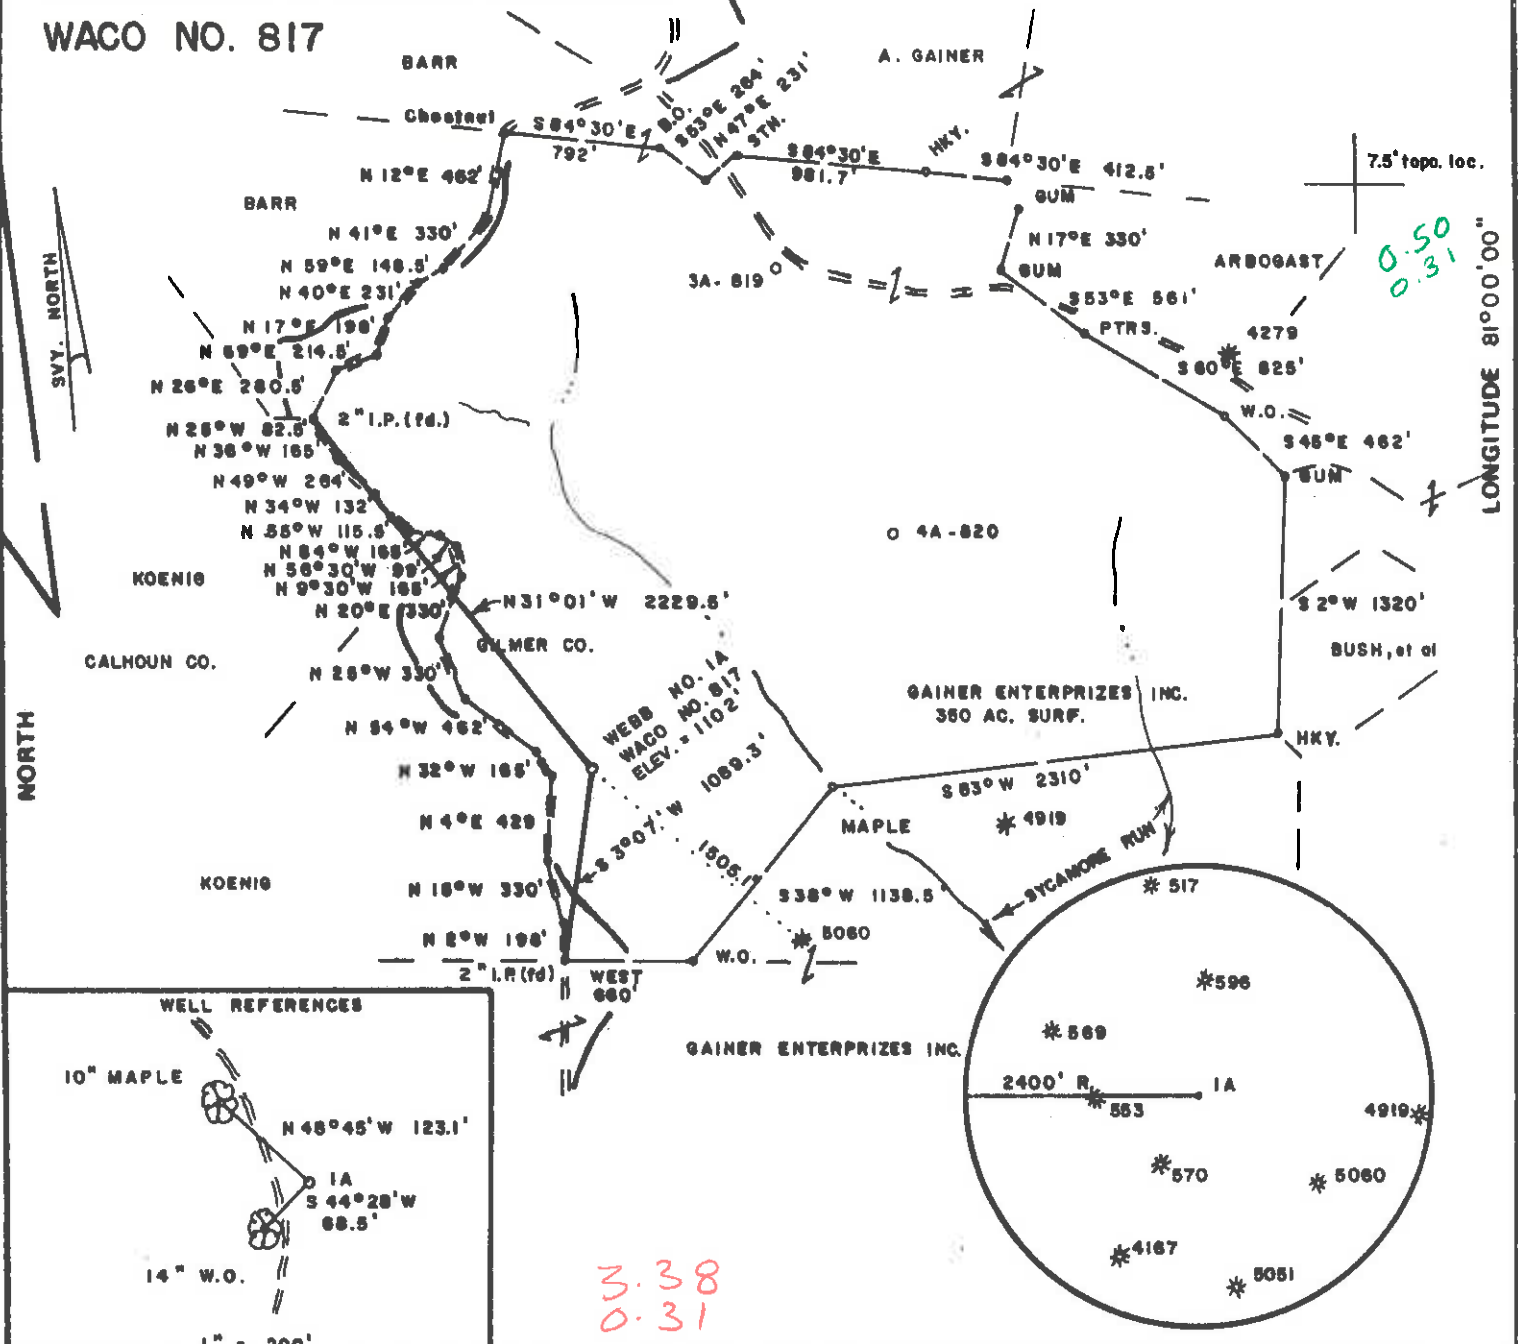 WACO NO. 817
BARR
A. GAINER
Chestnut
S 84°30'E
792'
B.O.
S 53°E 264'
N 47°E 231'
STN.
S 84°30'E
981.7'
HKY.
S 84°30'E 412.5'
GUM
7.5' topo. loc.
N 12°E 462'
BARR
N 41°E 330'
N 17°E 330'
GUM
ARBOGAST
0.50
0.31
LONGITUDE 81°00'00"
N 59°E 148.5'
N 40°E 231'
3A-819
S 53°E 561'
PTRS.
SVY. NORTH
N 17°E 198'
N 69°E 214.5'
4279
S 60°E 825'
N 26°E 280.5'
2" I.P. (fd.)
W.O.
N 25°W 82.5'
N 36°W 165'
S 45°E 462'
GUM
N 49°W 264'
N 34°W 132'
N 55°W 115.5'
4A-820
N 84°W 165'
N 56°30'W 99'
KOENIG
N 9°30'W 165'
N 20°E 330'
N 31°01'W 2229.5'
S 2°W 1320'
GILMER CO.
BUSH, et al
CALHOUN CO.
N 25°W 330'
WEBB NO. 1A
WACO NO. 817
ELEV. = 1102'
GAINER ENTERPRIZES INC.
350 AC. SURF.
N 54°W 462'
HKY.
NORTH
N 32°W 165'
S 83°W 2310'
N 4°E 429
S 3°07'W 1089.3'
MAPLE
4919
1505.1'
SYCAMORE RUN
KOENIG
N 18°W 330'
S 38°W 1138.5'
517
N 2°W 198'
5060
2" I.P. (fd)
WEST
660'
W.O.
596
WELL REFERENCES
569
GAINER ENTERPRIZES INC.
10" MAPLE
2400' R.
1A
553
4919
N 48°45'W 123.1'
1A
S 44°28'W
68.5'
570
5060
14" W.O.
4167
5051
3.38
0.31